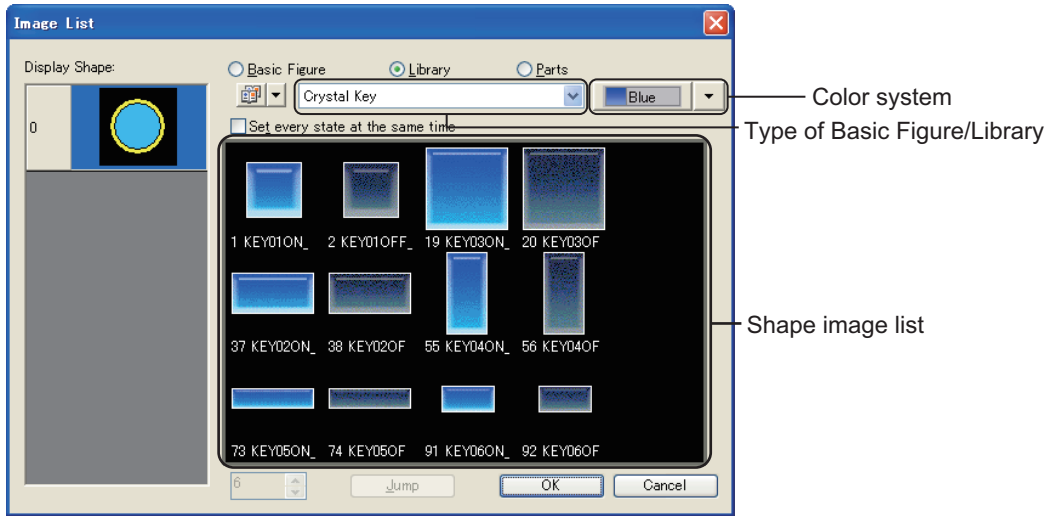 Image List
Display Shape:
Basic Figure
Library
Parts
Crystal Key
Blue
Color system
Set every state at the same time
Type of Basic Figure/Library
0
1 KEY01ON_
2 KEY01OFF_
19 KEY03ON_
20 KEY03OF
37 KEY02ON_
38 KEY02OF
55 KEY04ON_
56 KEY04OF
Shape image list
73 KEY05ON_
74 KEY05OF
91 KEY06ON_
92 KEY06OF
6
Jump
OK
Cancel